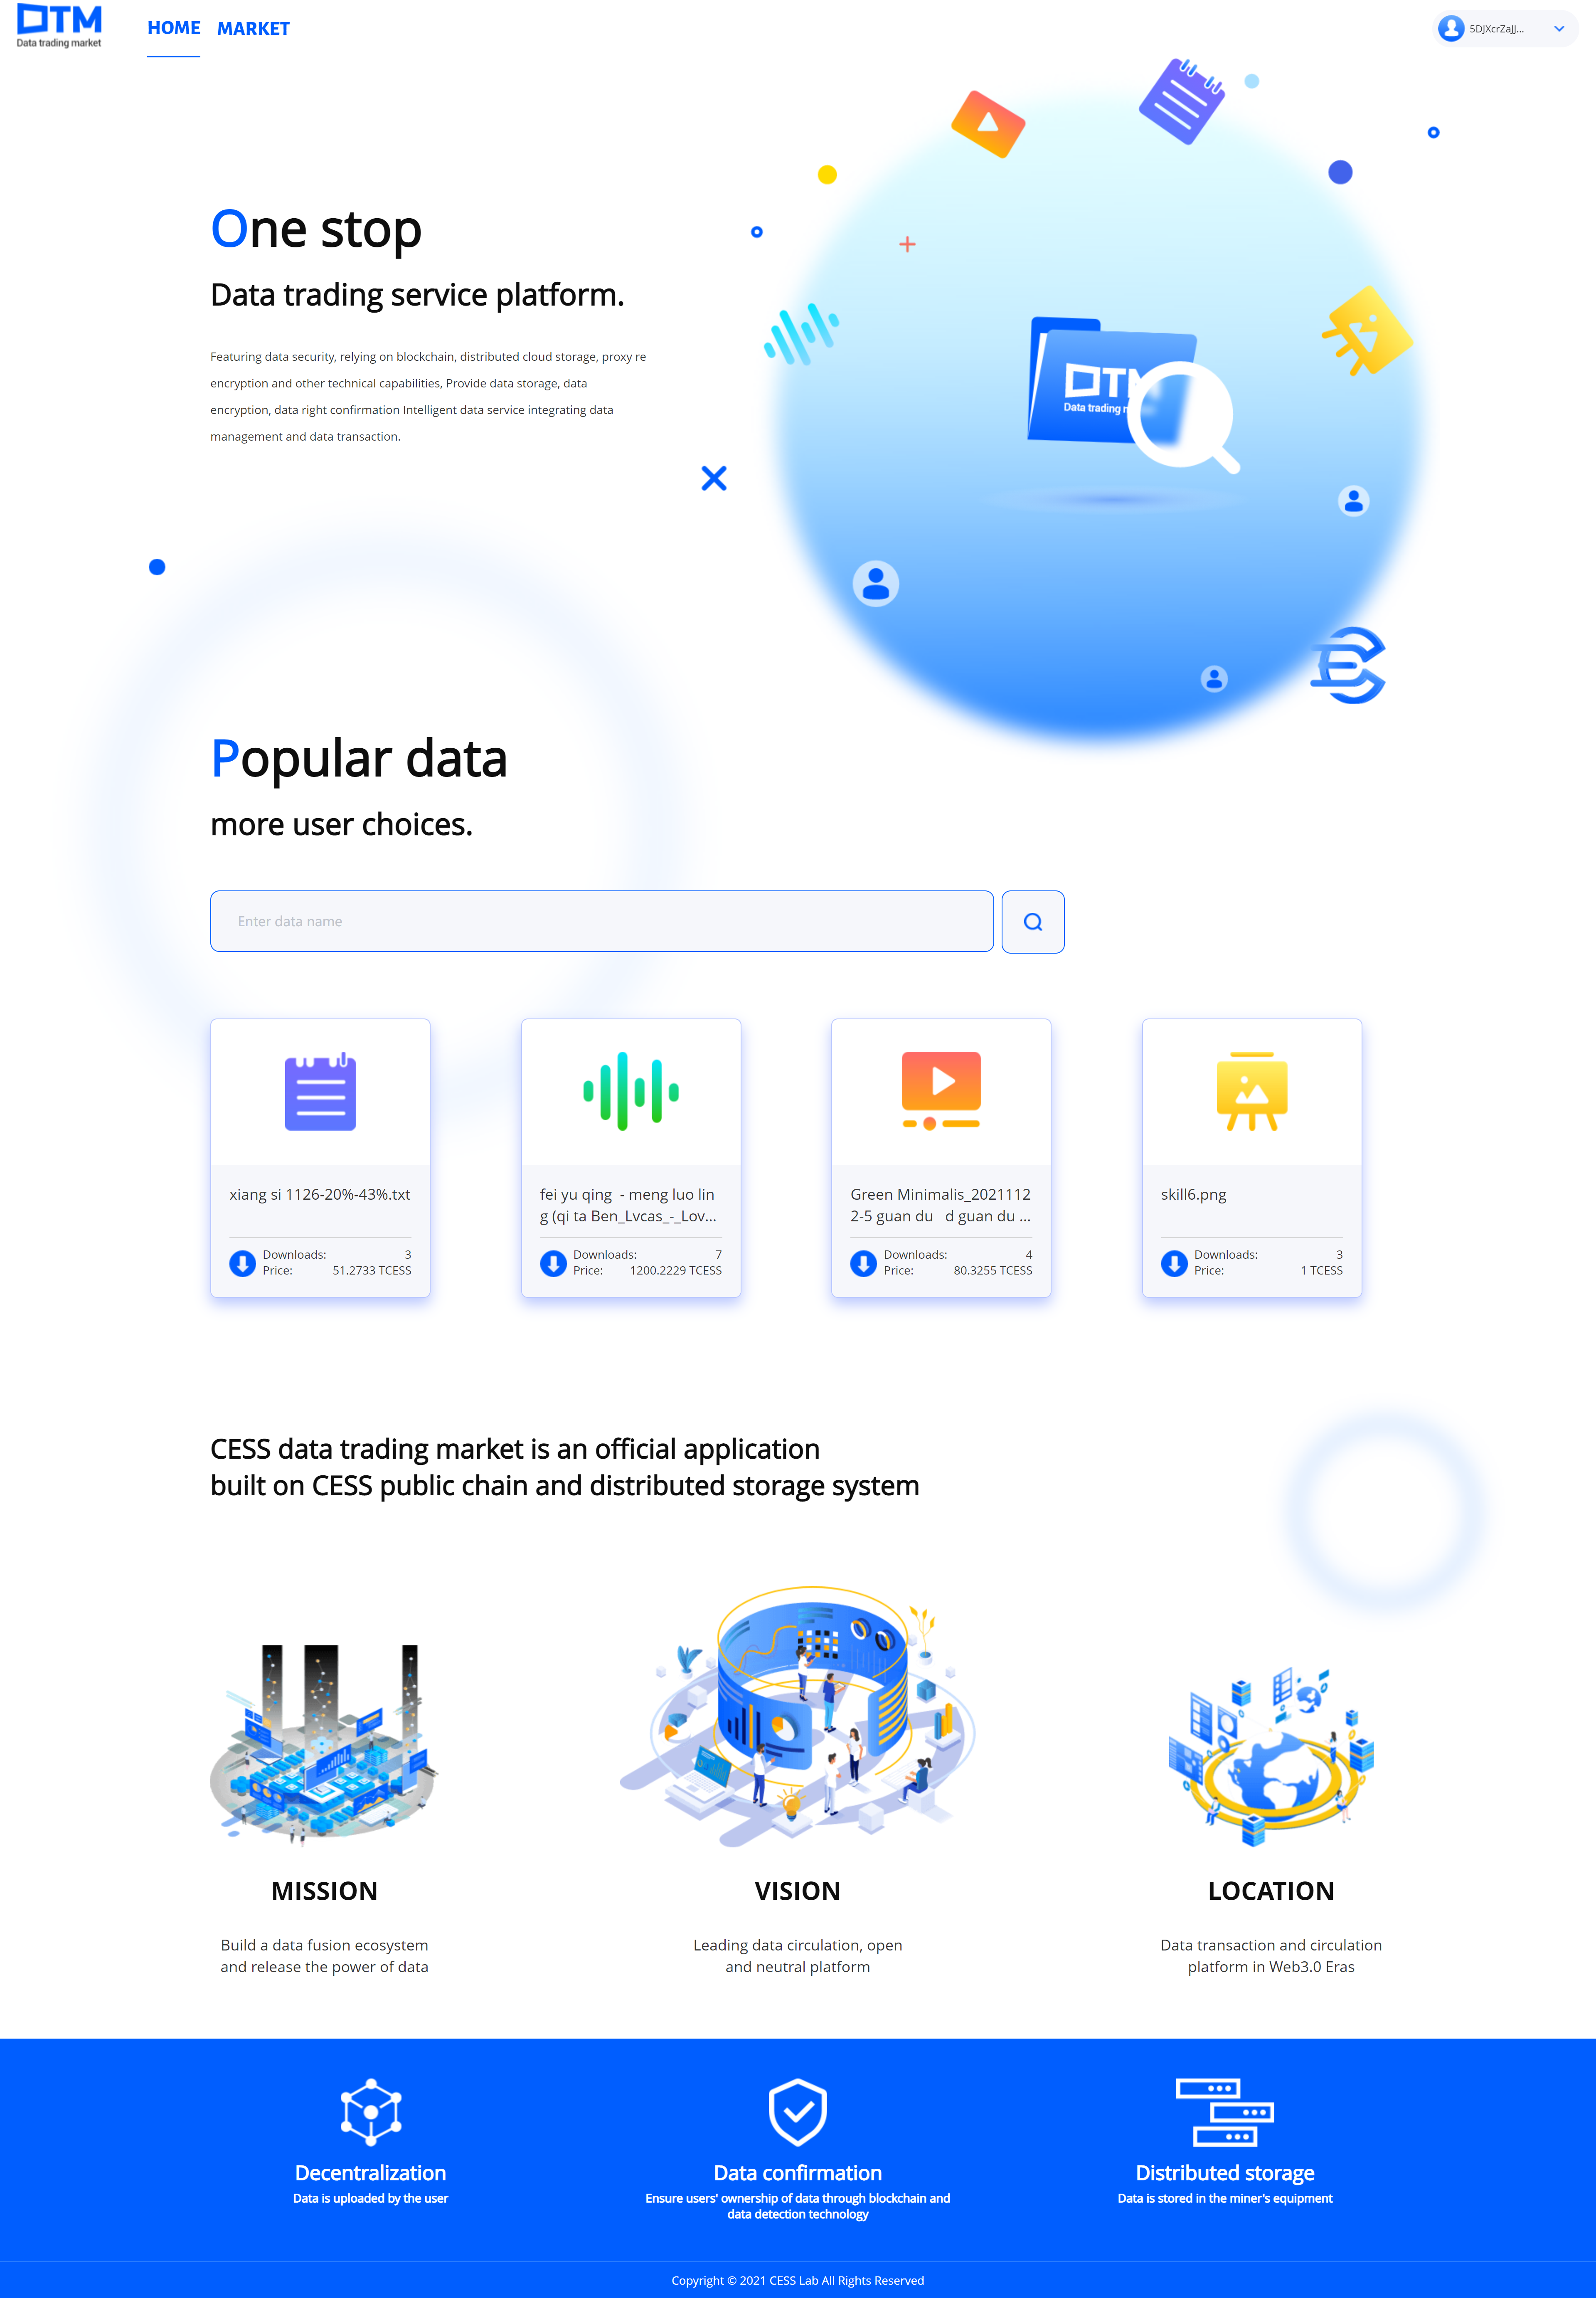 DTM
Data trading market
HOME
MARKET
5DJXcrZaJJ...
One stop
Data trading service platform.
Featuring data security, relying on blockchain, distributed cloud storage, proxy re
encryption and other technical capabilities, Provide data storage, data
encryption, data right confirmation Intelligent data service integrating data
management and data transaction.
DTM
Data trading
Popular data
more user choices.
Enter data name
xiang si 1126-20%-43%.txt
Downloads: 3
Price: 51.2733 TCESS
fei yu qing  - meng luo lin
g (qi ta Ben_Lvcas_-_Lov...
Downloads: 7
Price: 1200.2229 TCESS
Green Minimalis_2021112
2-5 guan du   d guan du ...
Downloads: 4
Price: 80.3255 TCESS
skill6.png
Downloads: 3
Price: 1 TCESS
CESS data trading market is an official application
built on CESS public chain and distributed storage system
MISSION
Build a data fusion ecosystem
and release the power of data
VISION
Leading data circulation, open
and neutral platform
LOCATION
Data transaction and circulation
platform in Web3.0 Eras
Decentralization
Data is uploaded by the user
Data confirmation
Ensure users' ownership of data through blockchain and
data detection technology
Distributed storage
Data is stored in the miner's equipment
Copyright © 2021 CESS Lab All Rights Reserved